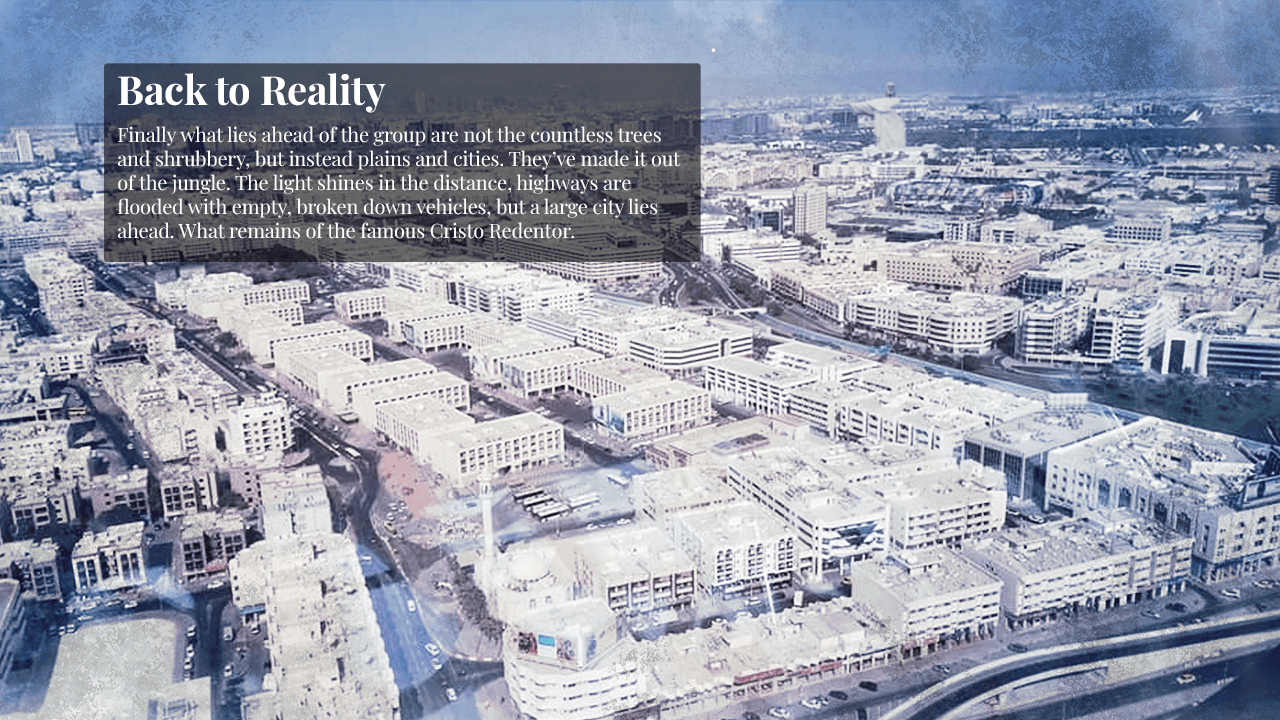 Back to Reality
Finally what lies ahead of the group are not the countless trees
and shrubbery, but instead plains and cities. They’ve made it out
of the jungle. The light shines in the distance, highways are
flooded with empty, broken down vehicles, but a large city lies
ahead. What remains of the famous Cristo Redentor.